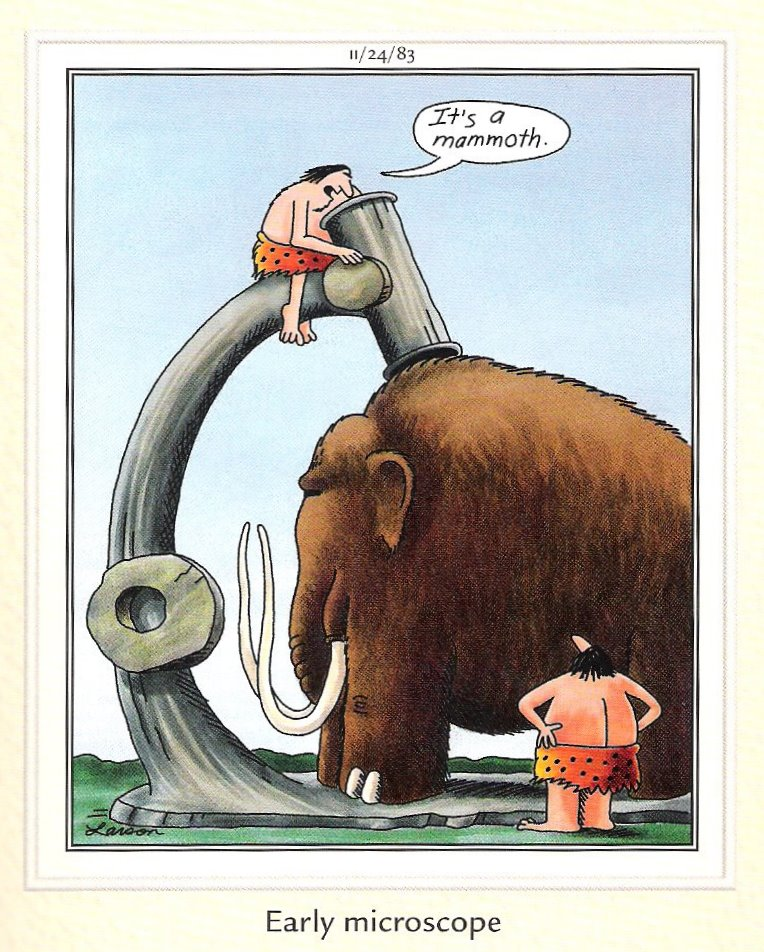 11/24/83
It's a
mammoth.
Larson
Early microscope